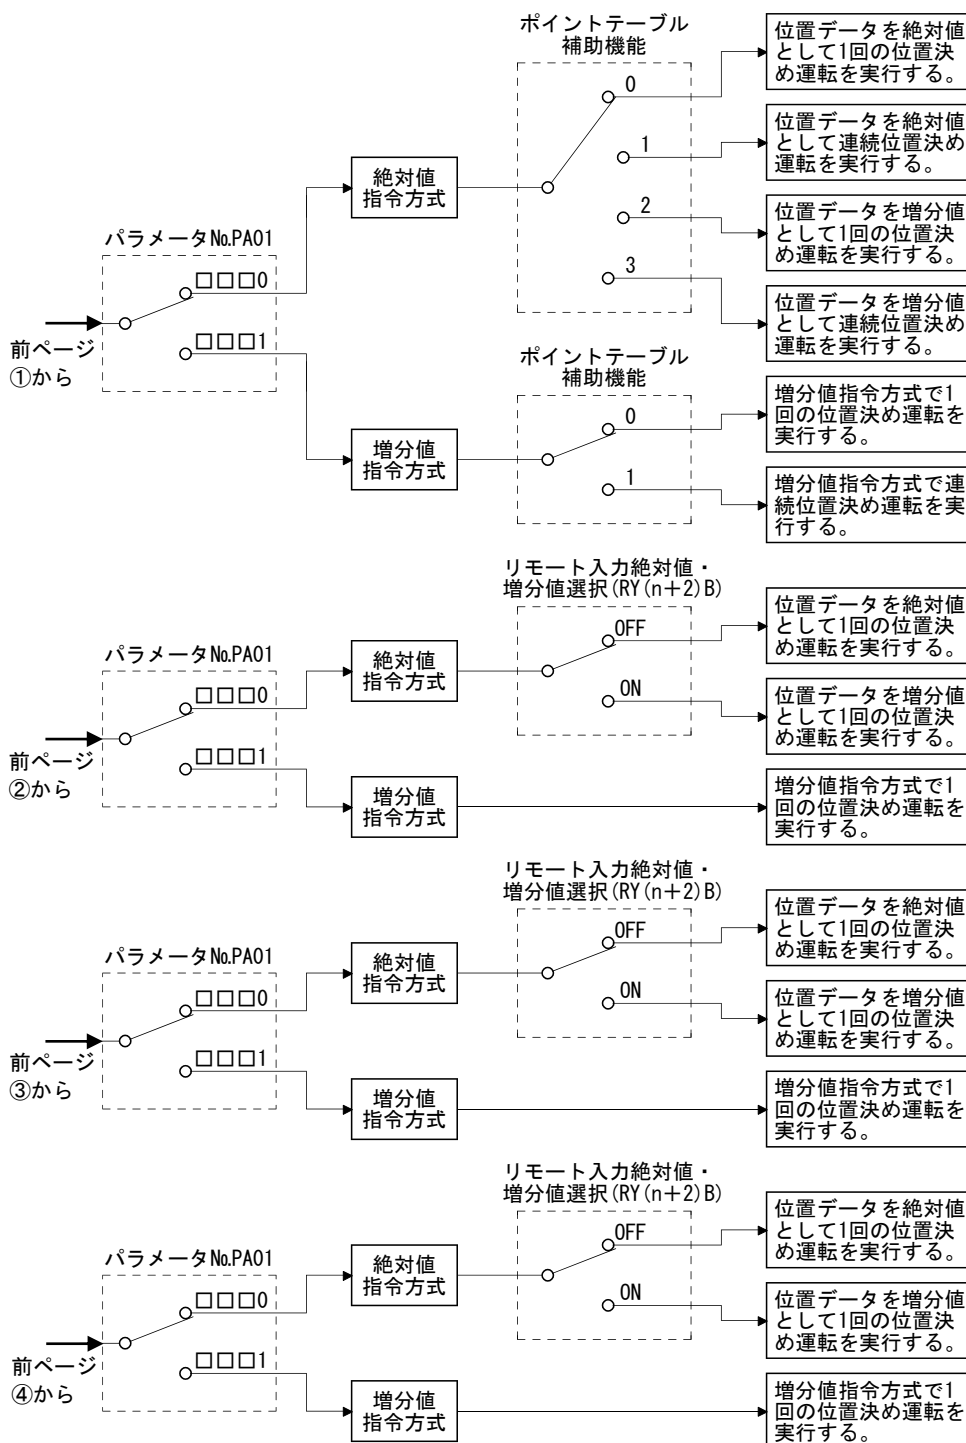 ポイントテーブル
補助機能
0
1
2
3
位置データを絶対値
として1回の位置決
め運転を実行する。
位置データを絶対値
として連続位置決め
運転を実行する。
位置データを増分値
として1回の位置決
め運転を実行する。
位置データを増分値
として連続位置決め
運転を実行する。
絶対値
指令方式
パラメータNo.PA01
□□□0
□□□1
前ページ
①から
ポイントテーブル
補助機能
0
1
増分値
指令方式
増分値指令方式で1
回の位置決め運転を
実行する。
増分値指令方式で連
続位置決め運転を実
行する。
リモート入力絶対値・
増分値選択(RY(n+2)B)
OFF
ON
位置データを絶対値
として1回の位置決
め運転を実行する。
位置データを増分値
として1回の位置決
め運転を実行する。
絶対値
指令方式
パラメータNo.PA01
□□□0
□□□1
前ページ
②から
増分値
指令方式
増分値指令方式で1
回の位置決め運転を
実行する。
リモート入力絶対値・
増分値選択(RY(n+2)B)
OFF
ON
位置データを絶対値
として1回の位置決
め運転を実行する。
位置データを増分値
として1回の位置決
め運転を実行する。
絶対値
指令方式
パラメータNo.PA01
□□□0
□□□1
前ページ
③から
増分値
指令方式
増分値指令方式で1
回の位置決め運転を
実行する。
リモート入力絶対値・
増分値選択(RY(n+2)B)
OFF
ON
位置データを絶対値
として1回の位置決
め運転を実行する。
位置データを増分値
として1回の位置決
め運転を実行する。
絶対値
指令方式
パラメータNo.PA01
□□□0
□□□1
前ページ
④から
増分値
指令方式
増分値指令方式で1
回の位置決め運転を
実行する。